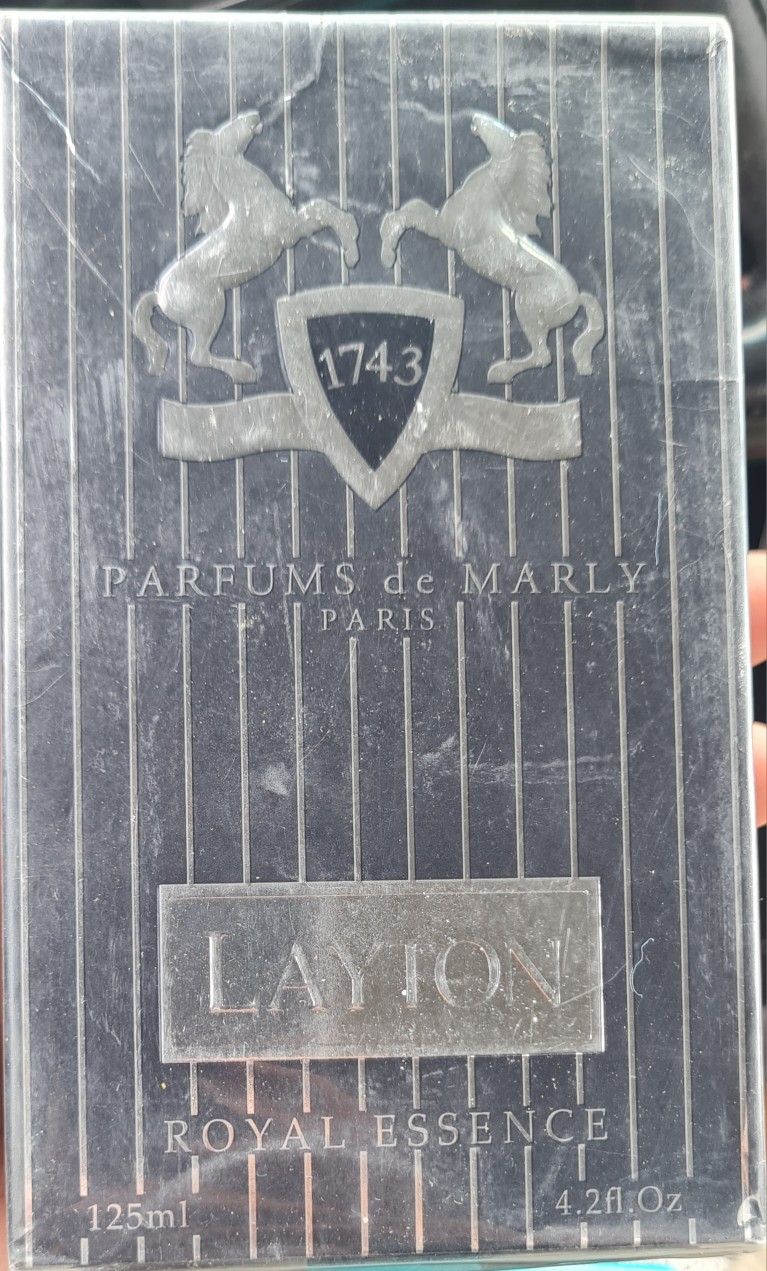 1743
PARFUMS de MARLY
PARIS
LAYTON
ROYAL ESSENCE
125ml 4.2fl.Oz